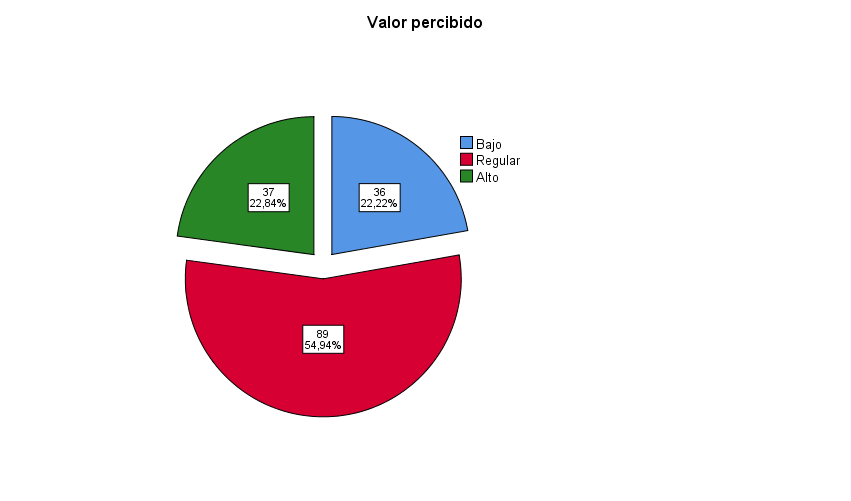 Valor percibido
Bajo
Regular
Alto
37
22,84%
36
22,22%
89
54,94%